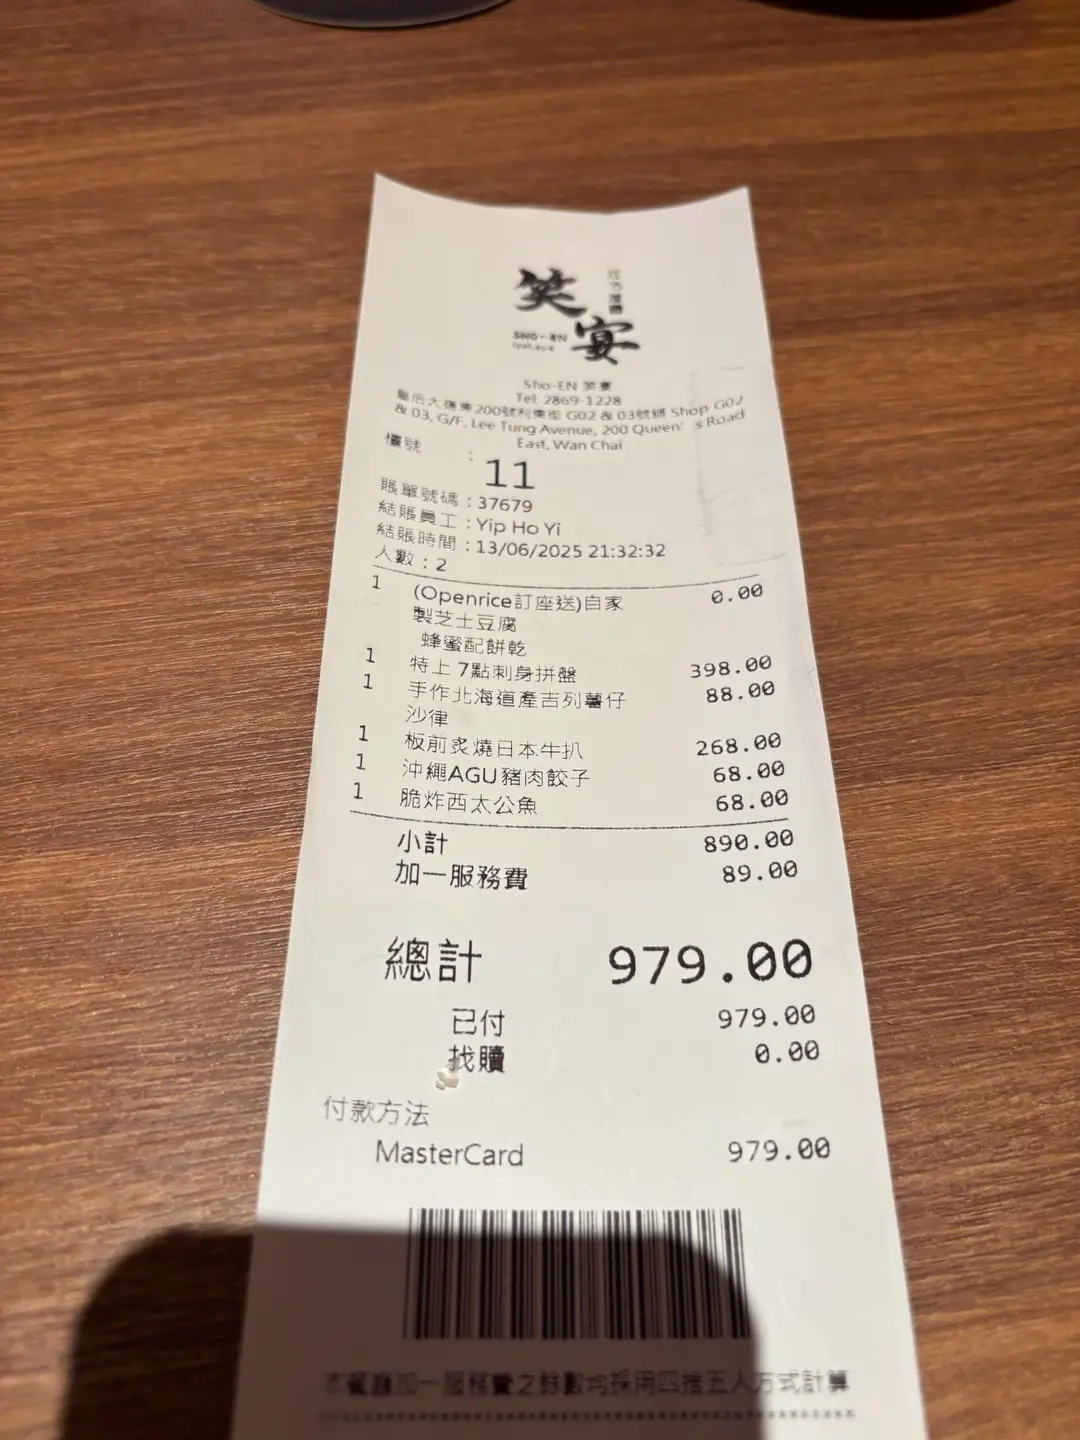 笑宴
SHO-EN
Izakaya
Sho-EN 笑宴
Tel: 2869-1228
皇后大道東200號利東街 G02 & 03號舖 Shop G02
& 03, G/F, Lee Tung Avenue, 200 Queen's Road
East, Wan Chai
檯號 :
11
賬單號碼 : 37679
結賬員工 : Yip Ho Yi
結賬時間 : 13/06/2025 21:32:32
人數 : 2
1 (Openrice訂座送)自家 0.00
製芝士豆腐
蜂蜜配餅乾
1 特上 7點刺身拼盤 398.00
1 手作北海道產吉列薯仔 88.00
沙律
1 板前炙燒日本牛扒 268.00
1 沖繩AGU豬肉餃子 68.00
1 脆炸西太公魚 68.00
小計 890.00
加一服務費 89.00
總計 979.00
已付 979.00
找贖 0.00
付款方法
MasterCard 979.00
本餐廳加一服務費之餘數均採用四捨五入方式計算